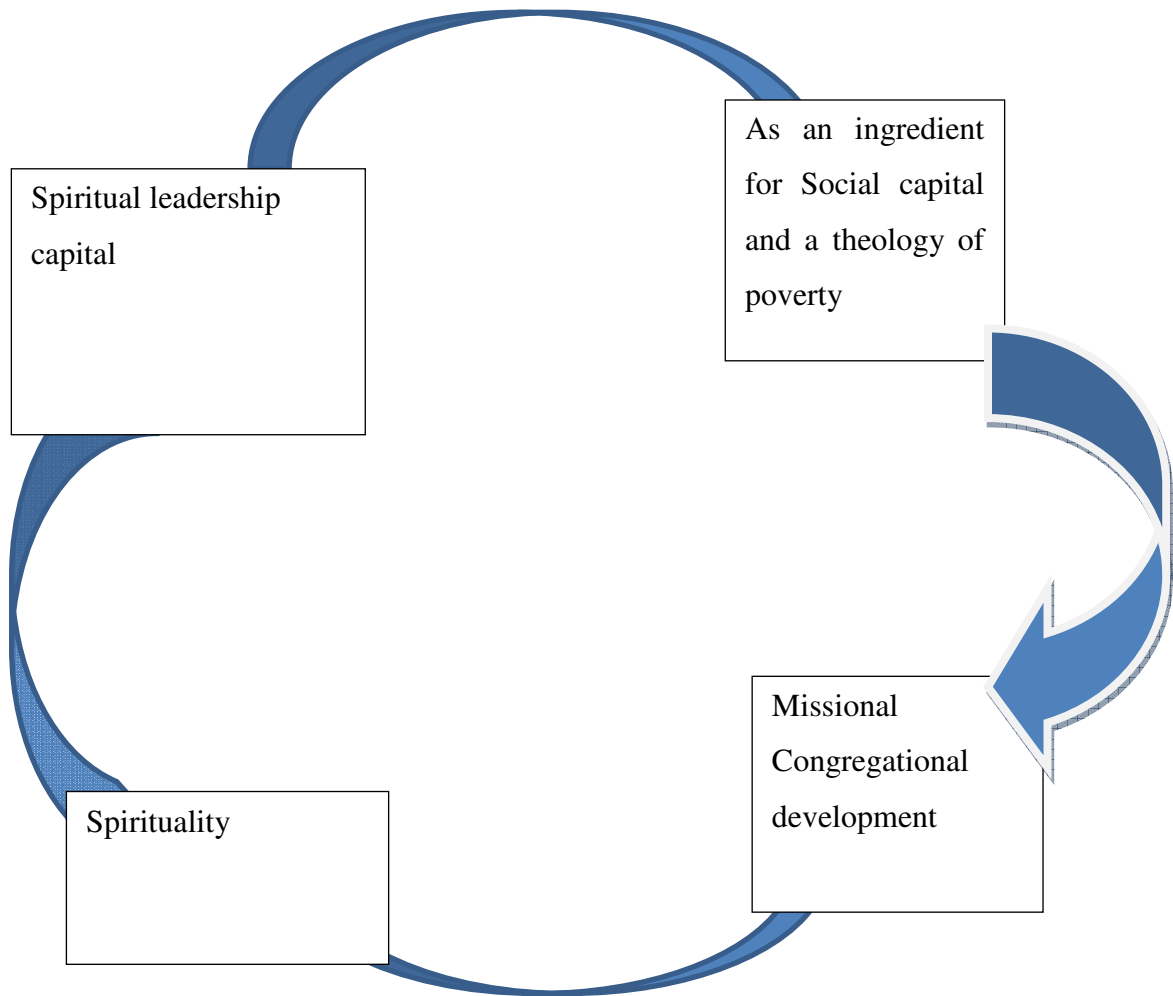 Spiritual leadership
capital
As an ingredient
for Social capital
and a theology of
poverty
Missional
Congregational
development
Spirituality